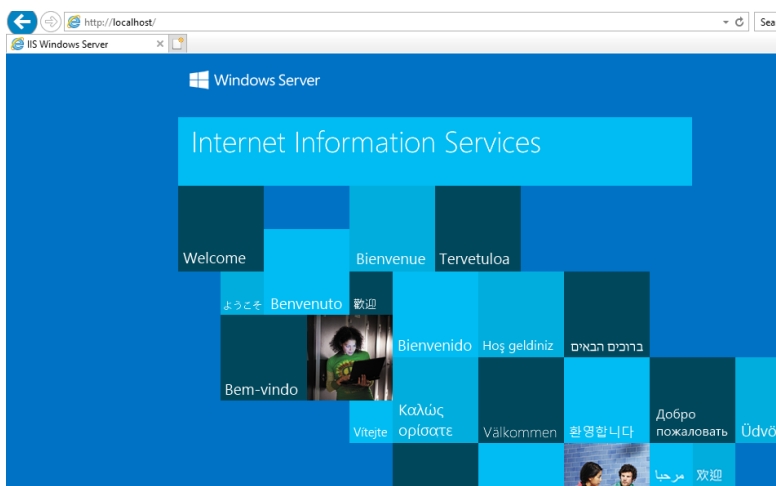 http://localhost/
Sea
IIS Windows Server
Windows Server
Internet Information Services
Welcome
Bienvenue
Tervetuloa
ようこそ
Benvenuto
歡迎
Bienvenido
Hoş geldiniz
ברוכים הבאים
Bem-vindo
Vítejte
Καλώς
ορίσατε
Välkommen
환영합니다
Добро
пожаловать
Üdvö
مرحبا
欢迎